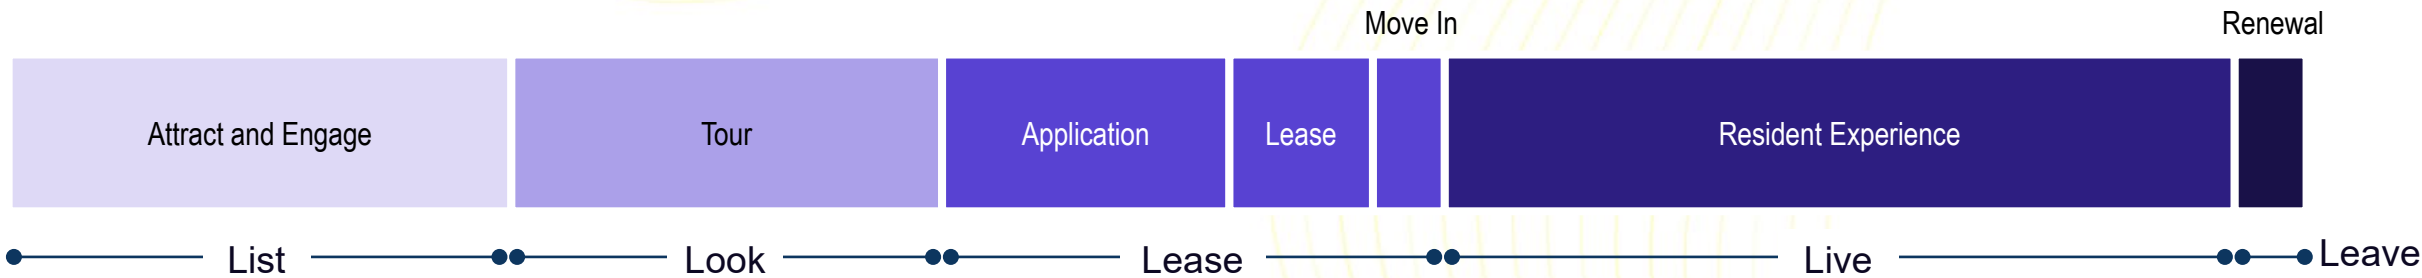 Move In
Renewal
Attract and Engage
Tour
Application
Lease
Resident Experience
List
Look
Lease
Live
Leave